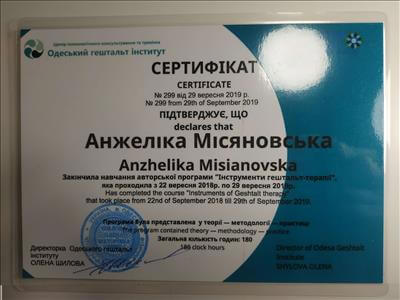 Центр психологічного консультування та тренінга
Одеський гештальт інститут
СЕРТИФІКАТ
CERTIFICATE
№ 299 від 29 вересня 2019 р.
№ 299 from 29th of September 2019
ПІДТВЕРДЖУЄ, ЩО
declares that
Анжеліка Місяновська
Anzhelika Misianovska
Закінчила навчання авторської програми "Інструменти гештальт-терапії",
яка проходила з 22 вересня 2018р. по 29 вересня 2019р.
Has completed the course "Instruments of Geshtalt therapy"
that took place from 22nd of September 2018 till 29th of September 2019.
Програма була представлена у теорії — методології — практиці
The program contained theory — methodology — practice
Загальна кількість годин: 180
180 clock hours
Директорка Одеського гештальт
інституту
ОЛЕНА ШИЛОВА
Director of Odesa Geshtalt
Institute
SHYLOVA OLENA